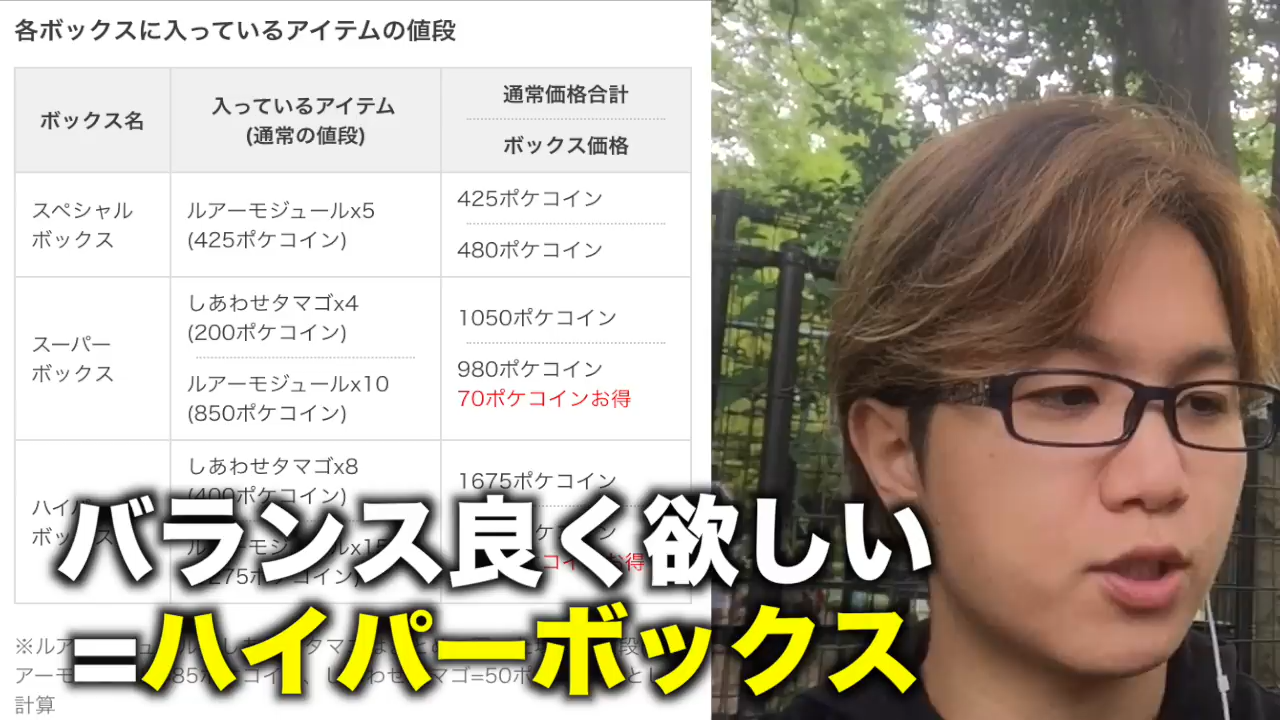 各ボックスに入っているアイテムの値段
ボックス名
入っているアイテム
(通常の値段)
通常価格合計
ボックス価格
スペシャル
ボックス
ルアーモジュールx5
(425ポケコイン)
425ポケコイン
480ポケコイン
スーパー
ボックス
しあわせタマゴx4
(200ポケコイン)
ルアーモジュールx10
(850ポケコイン)
1050ポケコイン
980ポケコイン
70ポケコインお得
しあわせタマゴx8
(400ポケコイン)
1675ポケコイン
バランス良く欲しい
=ハイパーボックス
計算